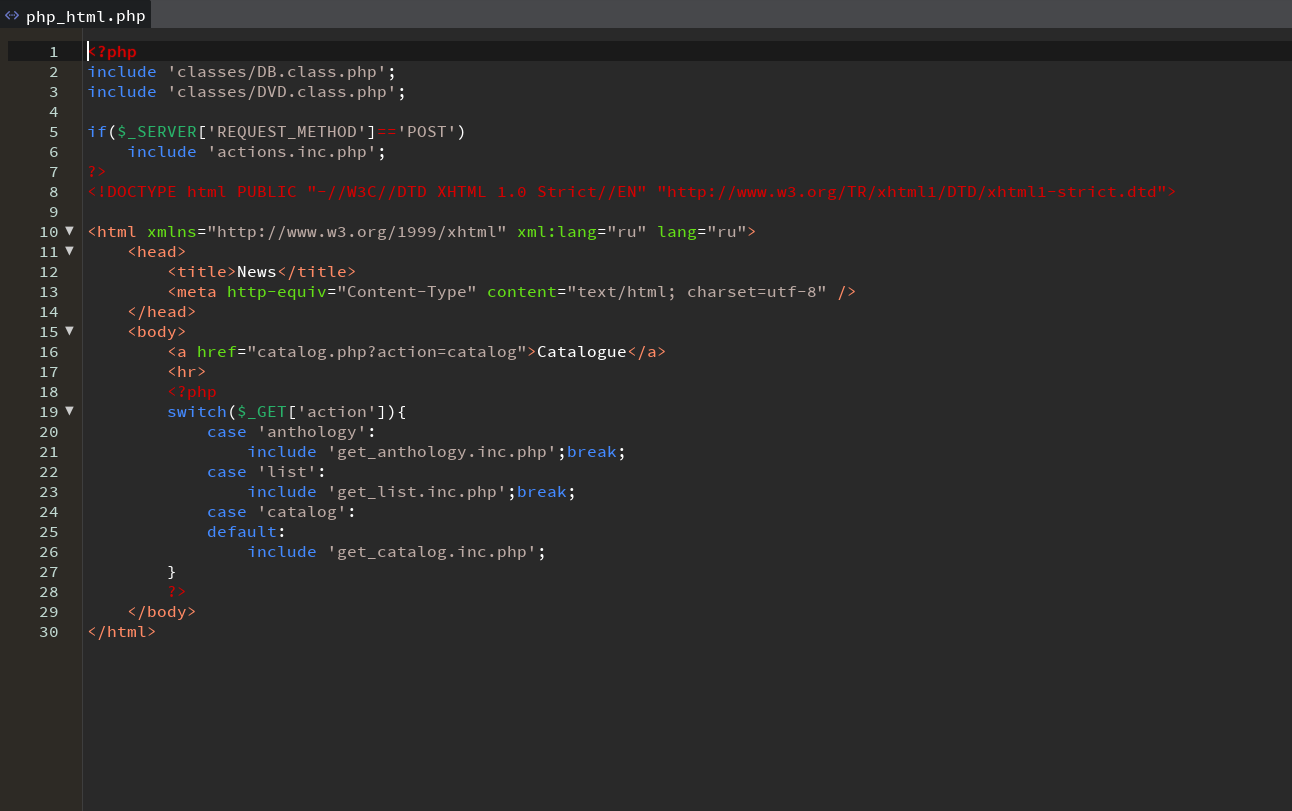 php_html.php
1 <?php
2 include 'classes/DB.class.php';
3 include 'classes/DVD.class.php';
4
5 if($_SERVER['REQUEST_METHOD']=='POST')
6     include 'actions.inc.php';
7 ?>
8 <!DOCTYPE html PUBLIC "-//W3C//DTD XHTML 1.0 Strict//EN" "http://www.w3.org/TR/xhtml1/DTD/xhtml1-strict.dtd">
9
10 <html xmlns="http://www.w3.org/1999/xhtml" xml:lang="ru" lang="ru">
11     <head>
12         <title>News</title>
13         <meta http-equiv="Content-Type" content="text/html; charset=utf-8" />
14     </head>
15     <body>
16         <a href="catalog.php?action=catalog">Catalogue</a>
17         <hr>
18         <?php
19         switch($_GET['action']){
20             case 'anthology':
21                 include 'get_anthology.inc.php';break;
22             case 'list':
23                 include 'get_list.inc.php';break;
24             case 'catalog':
25             default:
26                 include 'get_catalog.inc.php';
27         }
28         ?>
29     </body>
30 </html>